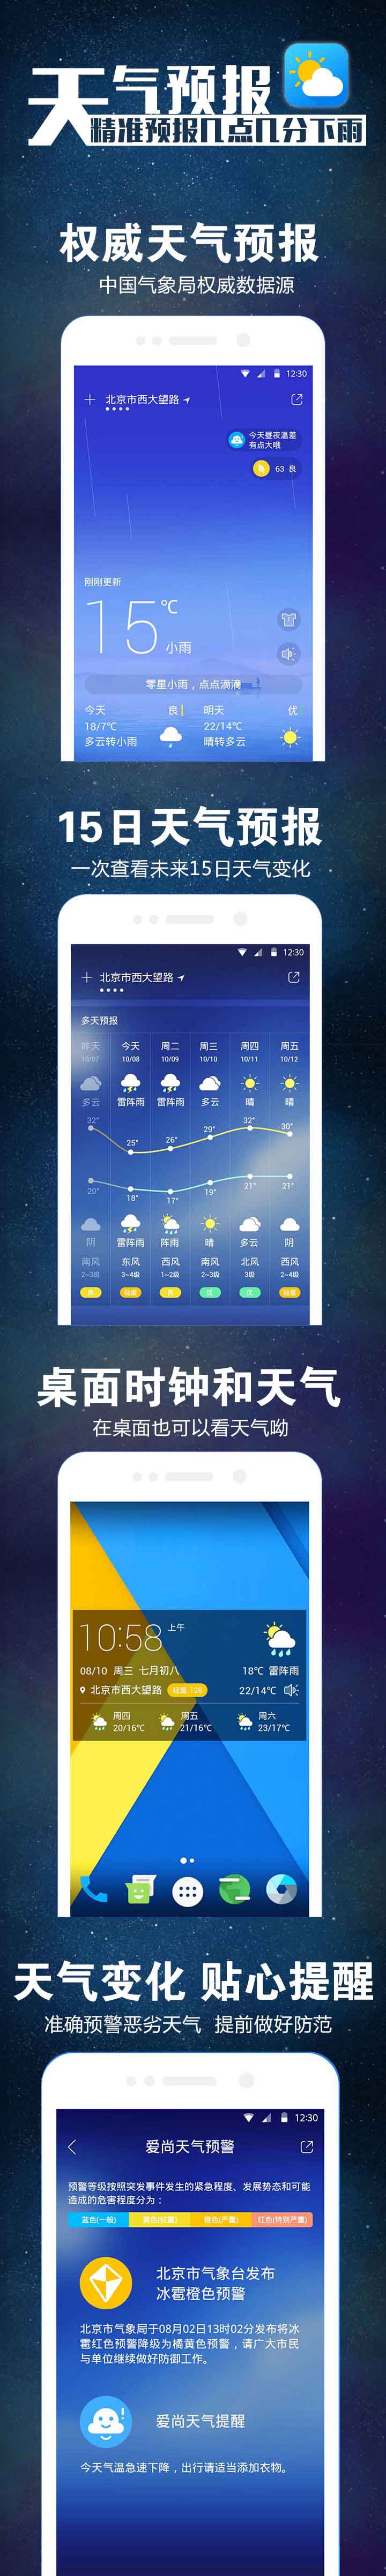 天气预报
精准预报几点几分下雨
权威天气预报
中国气象局权威数据源
12:30
北京市西大望路
今天昼夜温差
有点大哦
63 良
刚刚更新
15℃
小雨
零星小雨，点点滴滴
今天 良 明天 优
18/7℃ 22/14℃
多云转小雨 晴转多云
15日天气预报
一次查看未来15日天气变化
12:30
北京市西大望路
多天预报
昨天 今天 周二 周三 周四 周五
10/07 10/08 10/09 10/10 10/11 10/12
多云 雷阵雨 雷阵雨 多云 晴 晴
32° 25° 26° 29° 32° 30°
20° 18° 17° 19° 21° 21°
阴 雷阵雨 阵雨 晴 多云 阴
南风 东风 西风 南风 北风 西风
2~3级 3~4级 1~2级 2~3级 3级 2~4级
良 轻度 良 优 优 轻度
桌面时钟和天气
在桌面也可以看天气呦
10:58 上午
08/10 周三 七月初八 18℃ 雷阵雨
北京市西大望路 轻度 128 22/14℃
周四 周五 周六
20/16℃ 21/16℃ 23/17℃
天气变化 贴心提醒
准确预警恶劣天气 提前做好防范
12:30
爱尚天气预警
预警等级按照突发事件发生的紧急程度、发展势态和可能
造成的危害程度分为：
蓝色(一般) 黄色(较重) 橙色(严重) 红色(特别严重)
北京市气象台发布
冰雹橙色预警
北京市气象局于08月02日13时02分发布将冰
雹红色预警降级为橘黄色预警，请广大市民
与单位继续做好防御工作。
爱尚天气提醒
今天气温急速下降，出行请适当添加衣物。